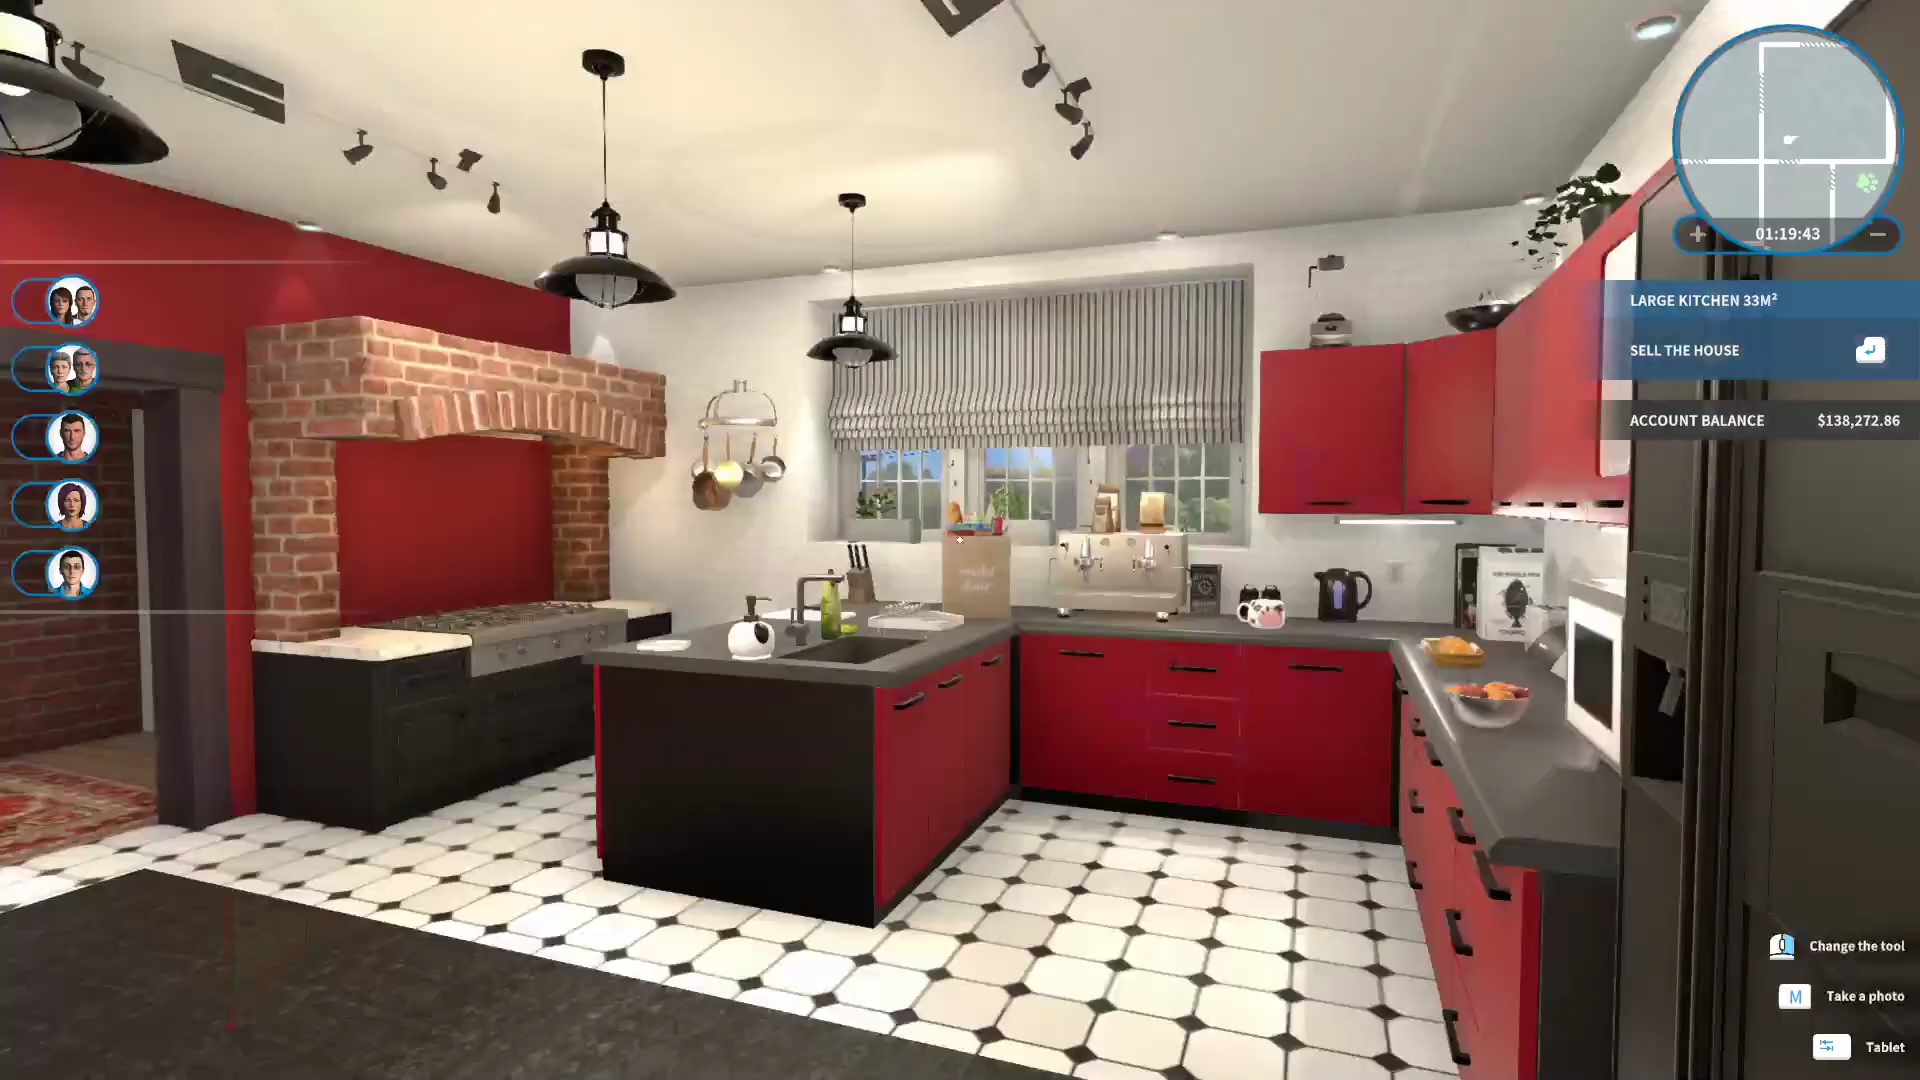 01:19:43
LARGE KITCHEN 33M²
SELL THE HOUSE
ACCOUNT BALANCE $138,272.86
Change the tool
M Take a photo
Tablet